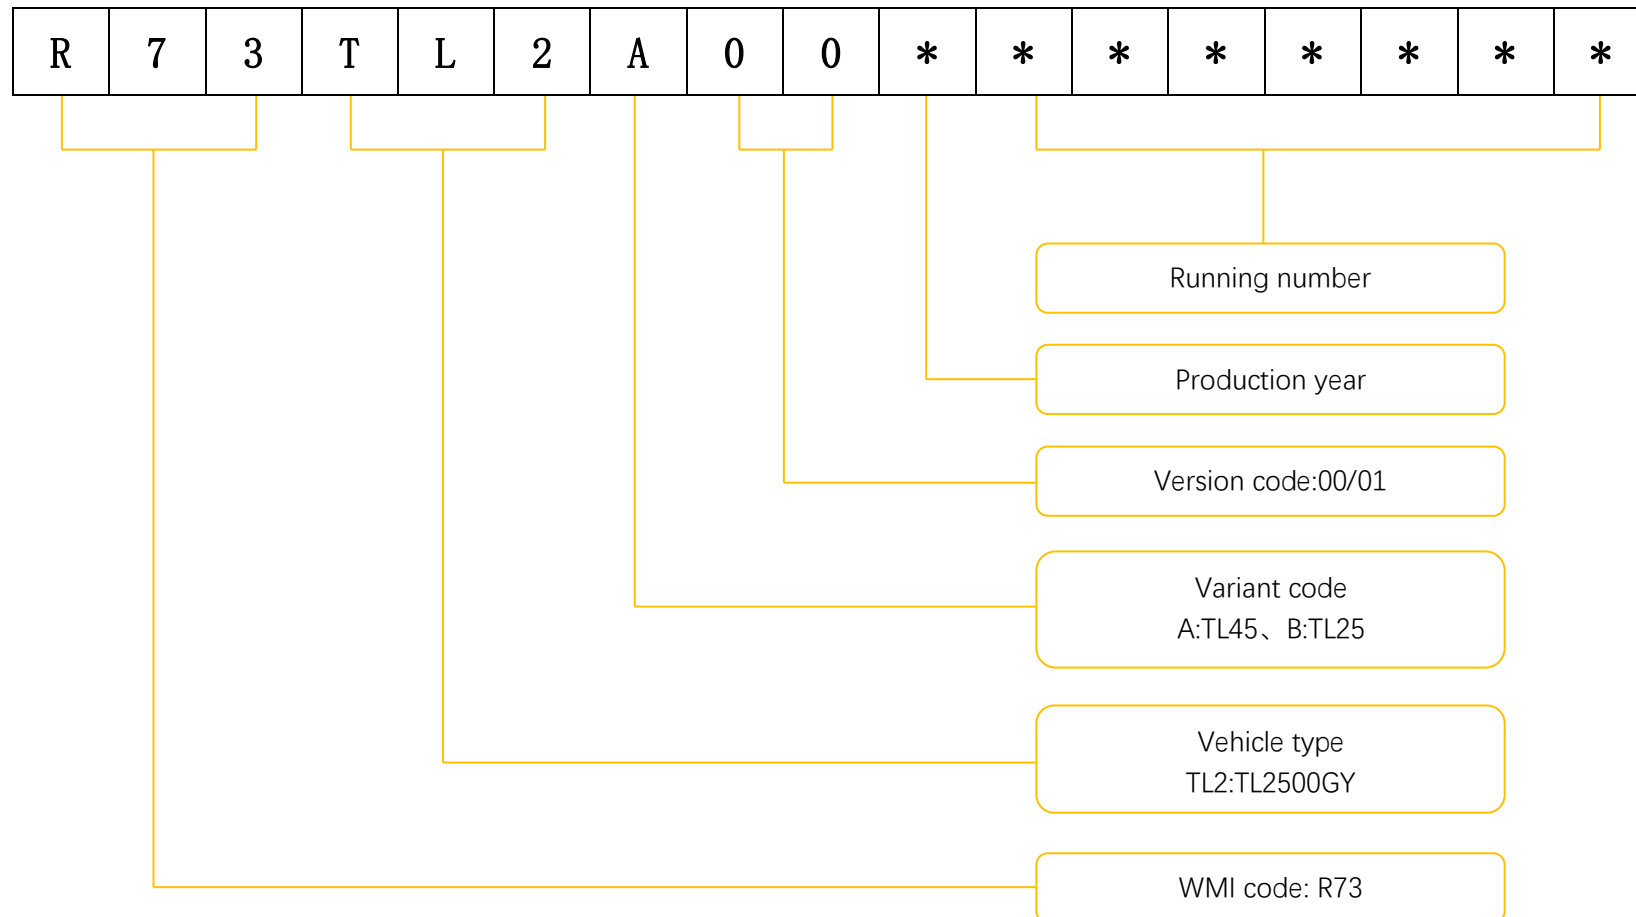 R 7 3 T L 2 A 0 0 * * * * * * * *
Running number
Production year
Version code:00/01
Variant code
A:TL45、B:TL25
Vehicle type
TL2:TL2500GY
WMI code: R73